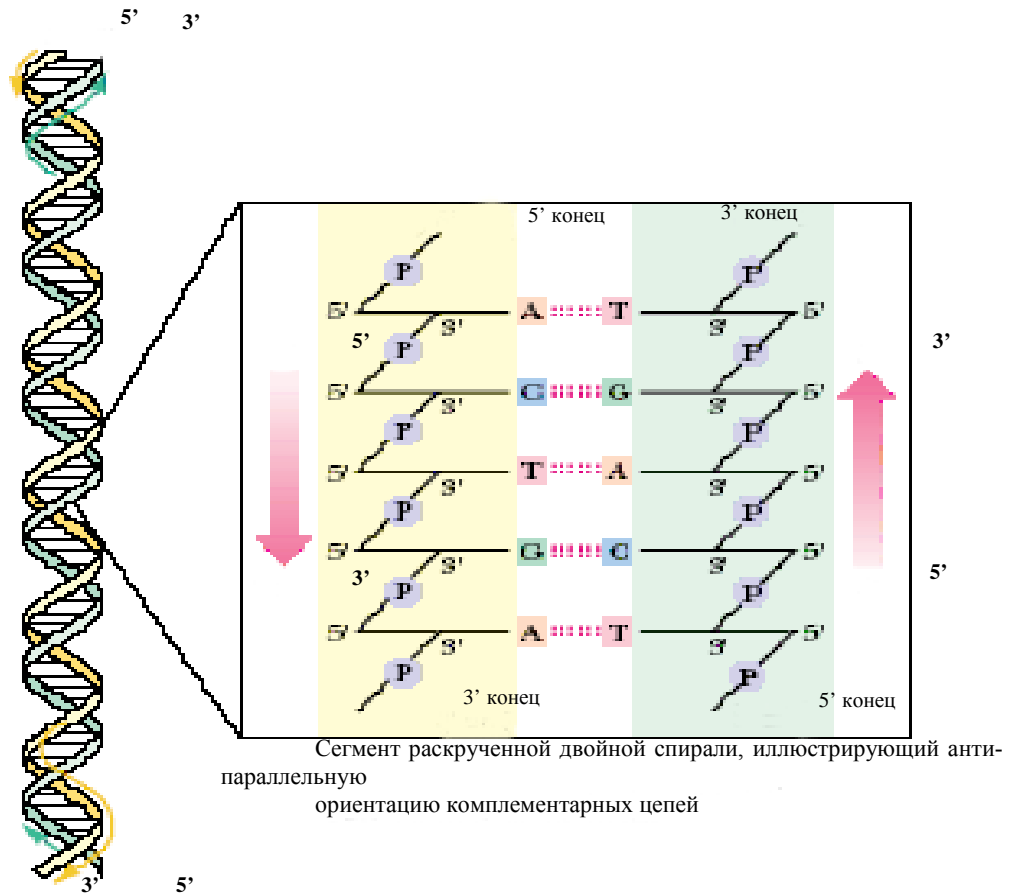 5’ 3’
5’ конец 3’ конец
P P
5' A T 5'
3' 3'
5’ 3’
P P
5' C G 5'
3' 3'
P P
5' T A 5'
3' 3'
P P
5' G C 5'
3' 3'
3’ 5’
P P
5' A T 5'
3' 3'
P P
3’ конец 5’ конец
Сегмент раскрученной двойной спирали, иллюстрирующий анти-
параллельную
ориентацию комплементарных цепей
3’ 5’